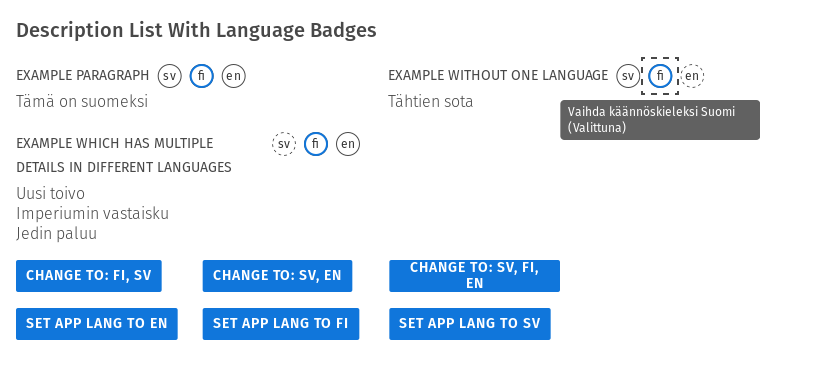 Description List With Language Badges
EXAMPLE PARAGRAPH sv fi en
Tämä on suomeksi
EXAMPLE WITHOUT ONE LANGUAGE sv fi en
Tähtien sota
Vaihda käännöskieleksi Suomi
(Valittuna)
EXAMPLE WHICH HAS MULTIPLE
DETAILS IN DIFFERENT LANGUAGES
sv fi en
Uusi toivo
Imperiumin vastaisku
Jedin paluu
CHANGE TO: FI, SV
CHANGE TO: SV, EN
CHANGE TO: SV, FI,
EN
SET APP LANG TO EN
SET APP LANG TO FI
SET APP LANG TO SV